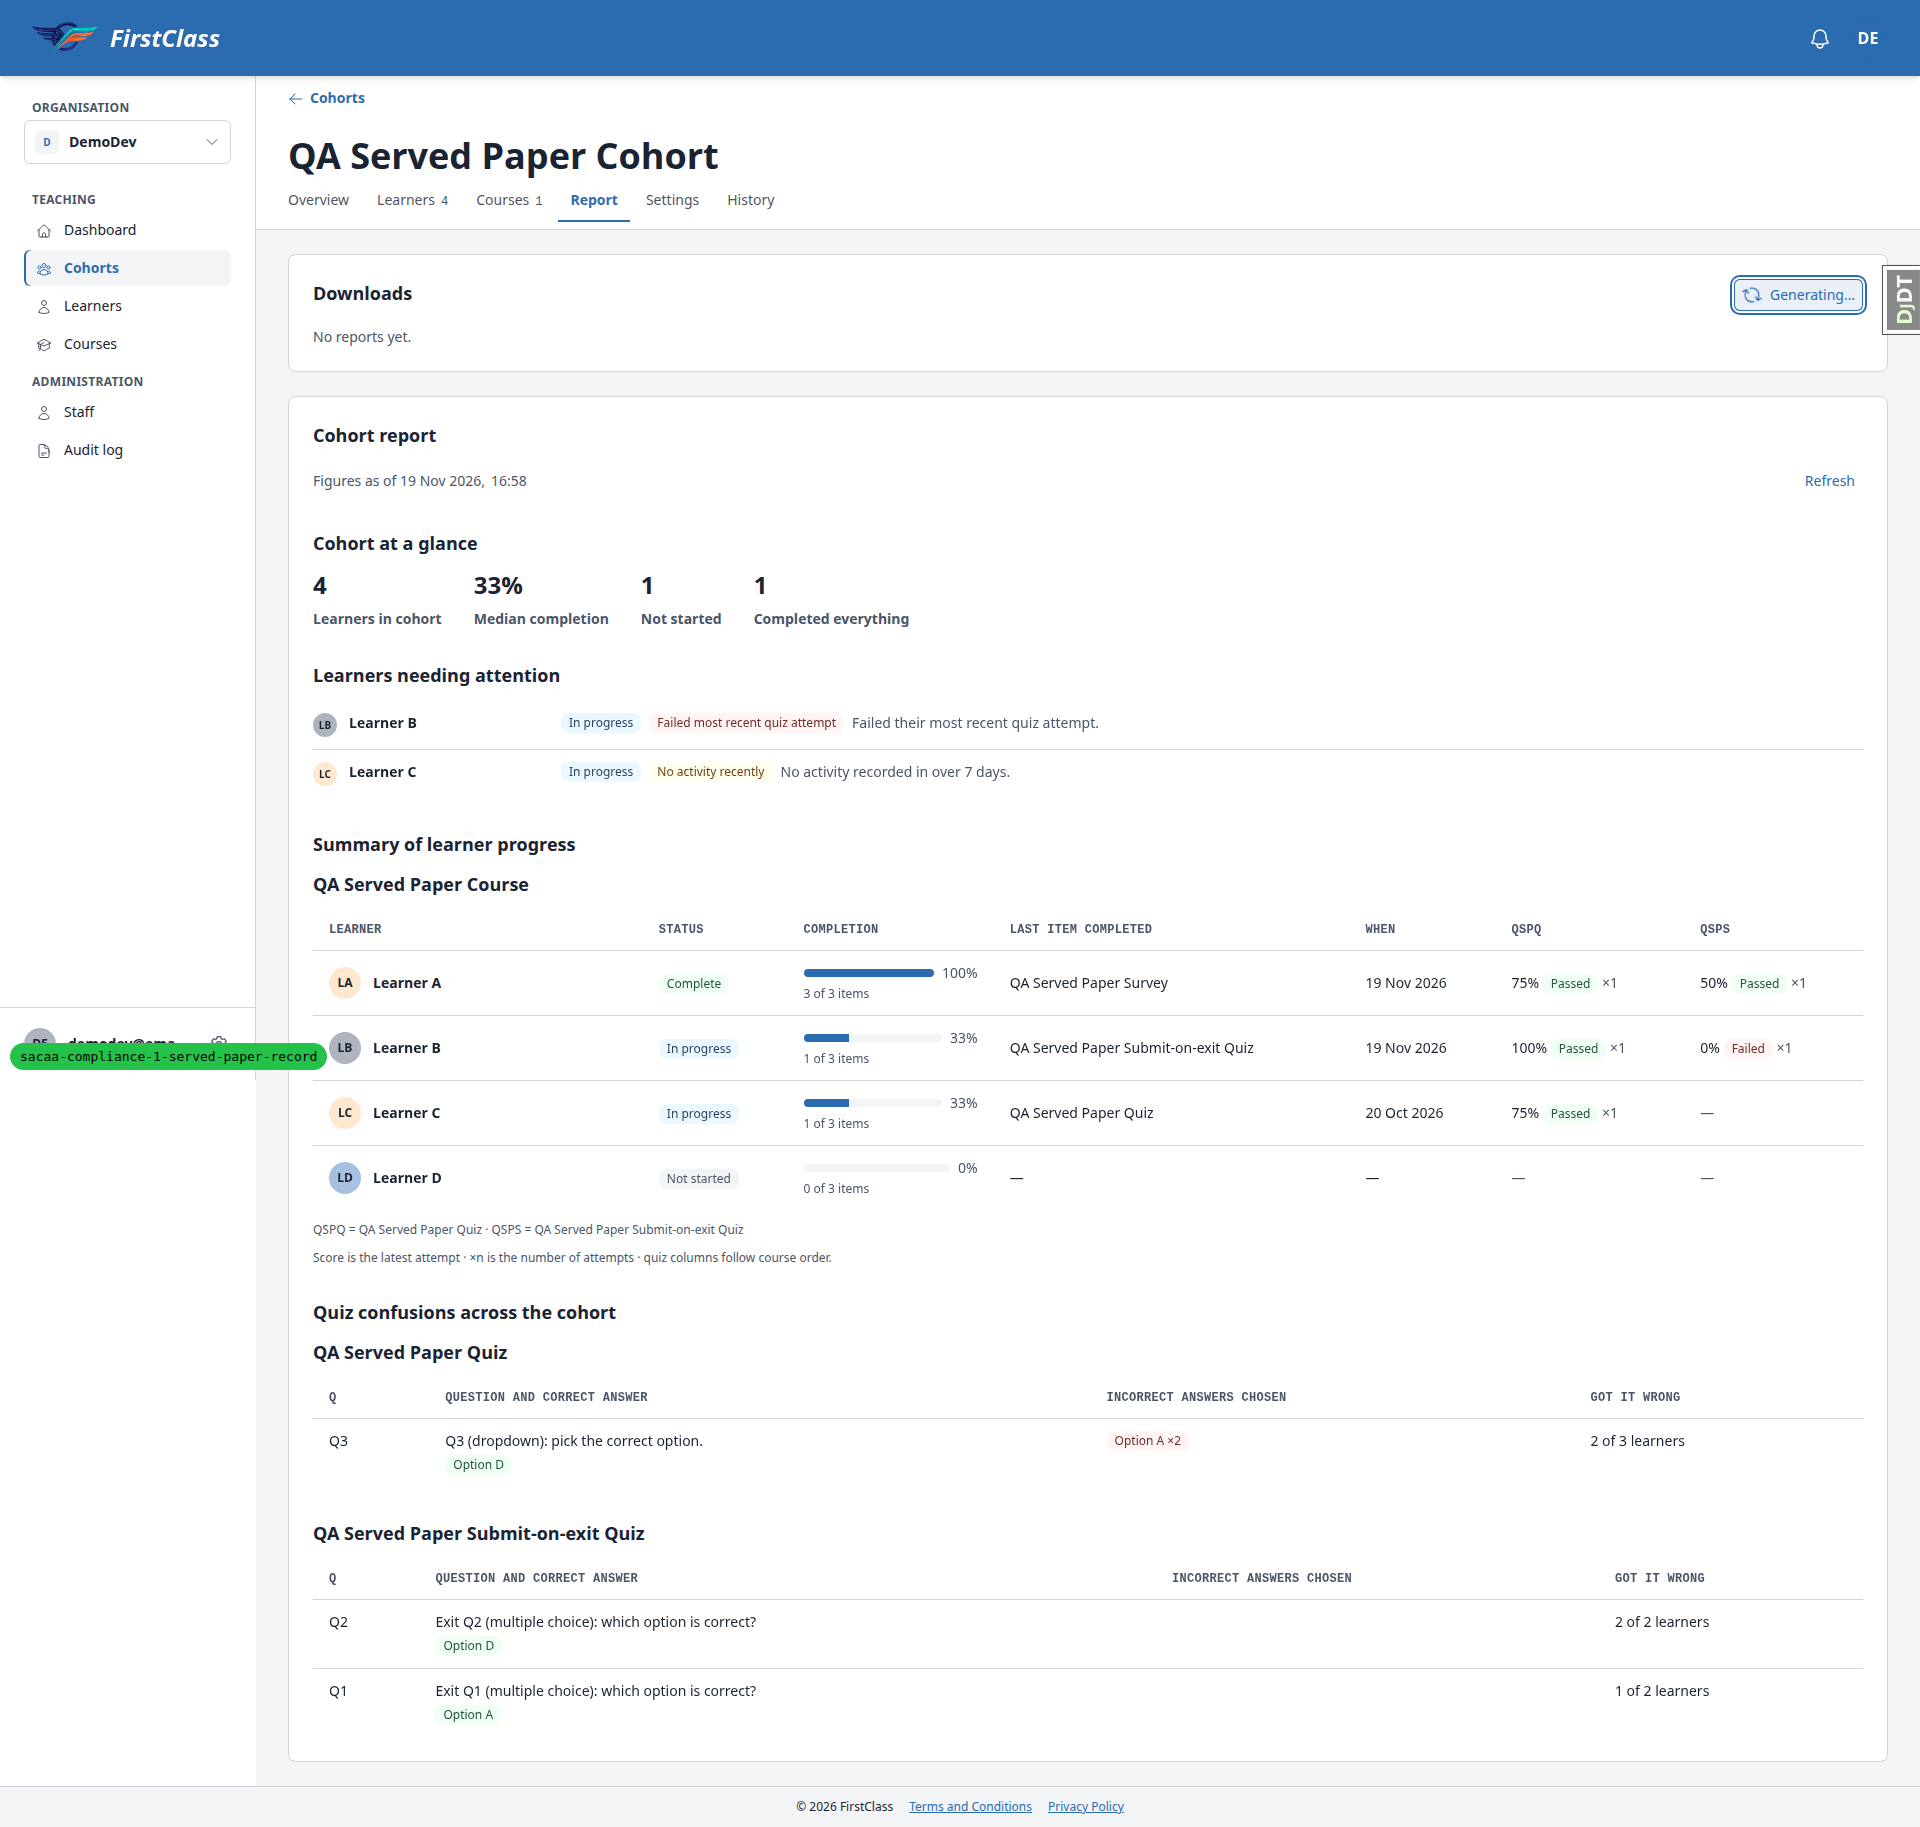 FirstClass
DE
ORGANISATION
D DemoDev
TEACHING
Dashboard
Cohorts
Learners
Courses
ADMINISTRATION
Staff
Audit log
sacaa-compliance-1-served-paper-record
Cohorts
QA Served Paper Cohort
Overview Learners 4 Courses 1 Report Settings History
Downloads
Generating...
No reports yet.
DjDT
Cohort report
Figures as of 19 Nov 2026, 16:58
Refresh
Cohort at a glance
4 33% 1 1
Learners in cohort Median completion Not started Completed everything
Learners needing attention
LB Learner B In progress Failed most recent quiz attempt Failed their most recent quiz attempt.
LC Learner C In progress No activity recently No activity recorded in over 7 days.
Summary of learner progress
QA Served Paper Course
LEARNER STATUS COMPLETION LAST ITEM COMPLETED WHEN QSPQ QSPS
LA Learner A Complete 100% QA Served Paper Survey 19 Nov 2026 75% Passed ×1 50% Passed ×1
3 of 3 items
LB Learner B In progress 33% QA Served Paper Submit-on-exit Quiz 19 Nov 2026 100% Passed ×1 0% Failed ×1
1 of 3 items
LC Learner C In progress 33% QA Served Paper Quiz 20 Oct 2026 75% Passed ×1 —
1 of 3 items
LD Learner D Not started 0% — — — —
0 of 3 items
QSPQ = QA Served Paper Quiz · QSPS = QA Served Paper Submit-on-exit Quiz
Score is the latest attempt · ×n is the number of attempts · quiz columns follow course order.
Quiz confusions across the cohort
QA Served Paper Quiz
Q QUESTION AND CORRECT ANSWER INCORRECT ANSWERS CHOSEN GOT IT WRONG
Q3 Q3 (dropdown): pick the correct option. Option A ×2 2 of 3 learners
Option D
QA Served Paper Submit-on-exit Quiz
Q QUESTION AND CORRECT ANSWER INCORRECT ANSWERS CHOSEN GOT IT WRONG
Q2 Exit Q2 (multiple choice): which option is correct? 2 of 2 learners
Option D
Q1 Exit Q1 (multiple choice): which option is correct? 1 of 2 learners
Option A
© 2026 FirstClass Terms and Conditions Privacy Policy